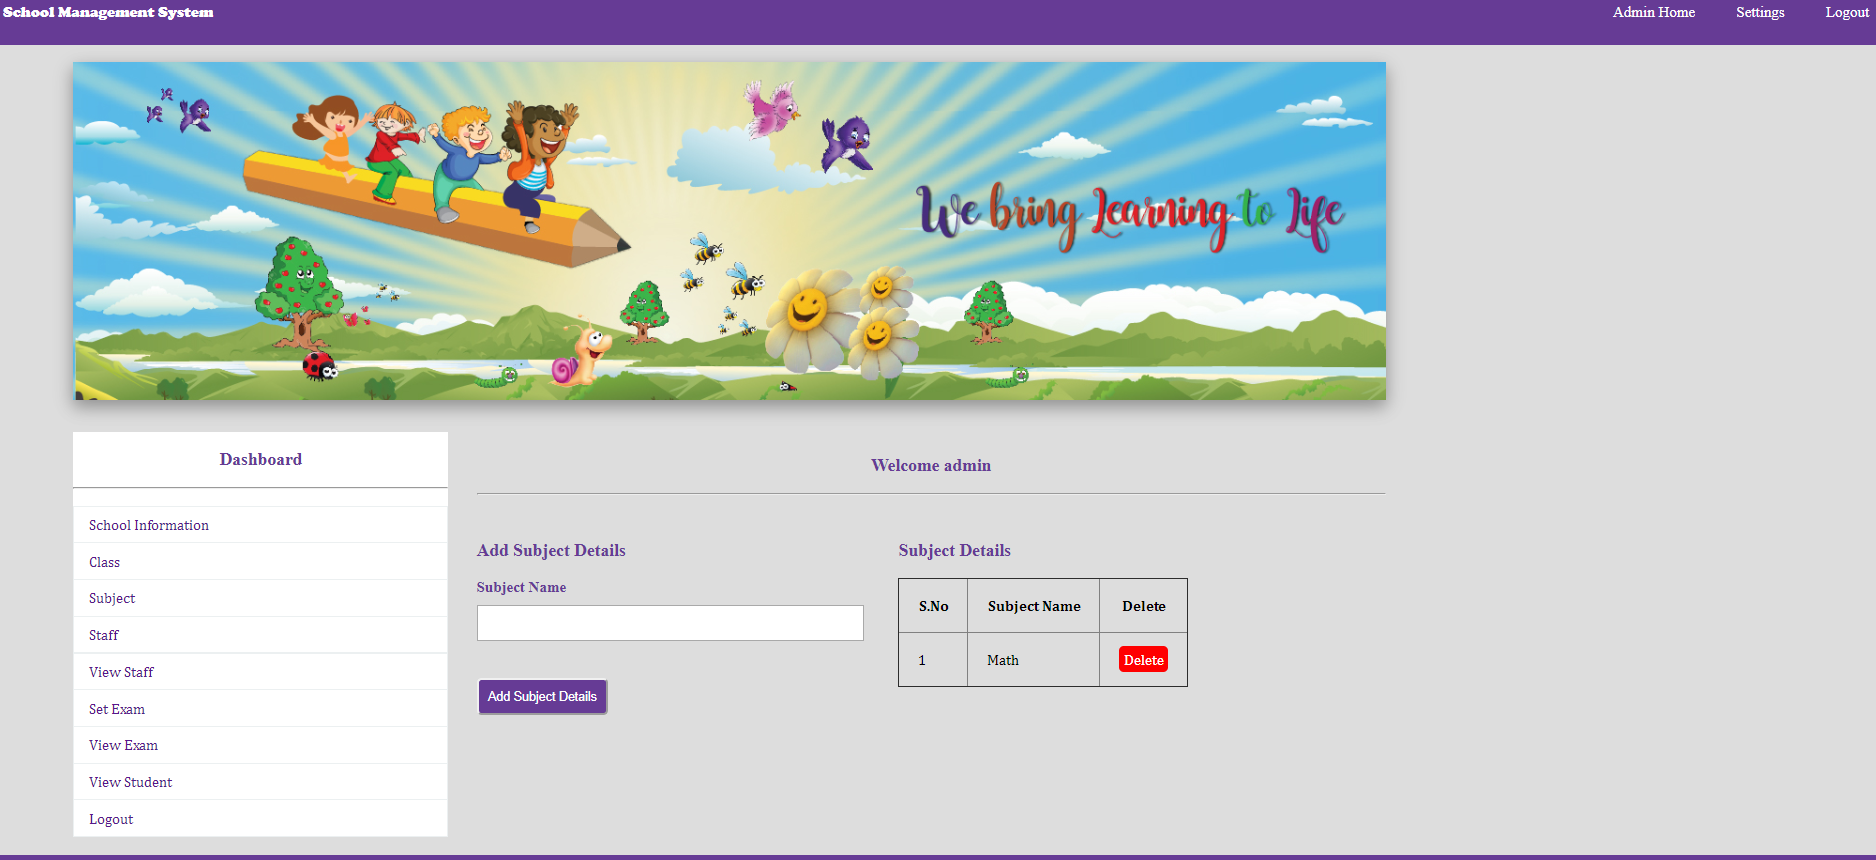 School Management System
Admin Home Settings Logout
We bring Learning to Life
Dashboard
School Information
Class
Subject
Staff
View Staff
Set Exam
View Exam
View Student
Logout
Welcome admin
Add Subject Details
Subject Name
Add Subject Details
Subject Details
S.No Subject Name Delete
1 Math Delete